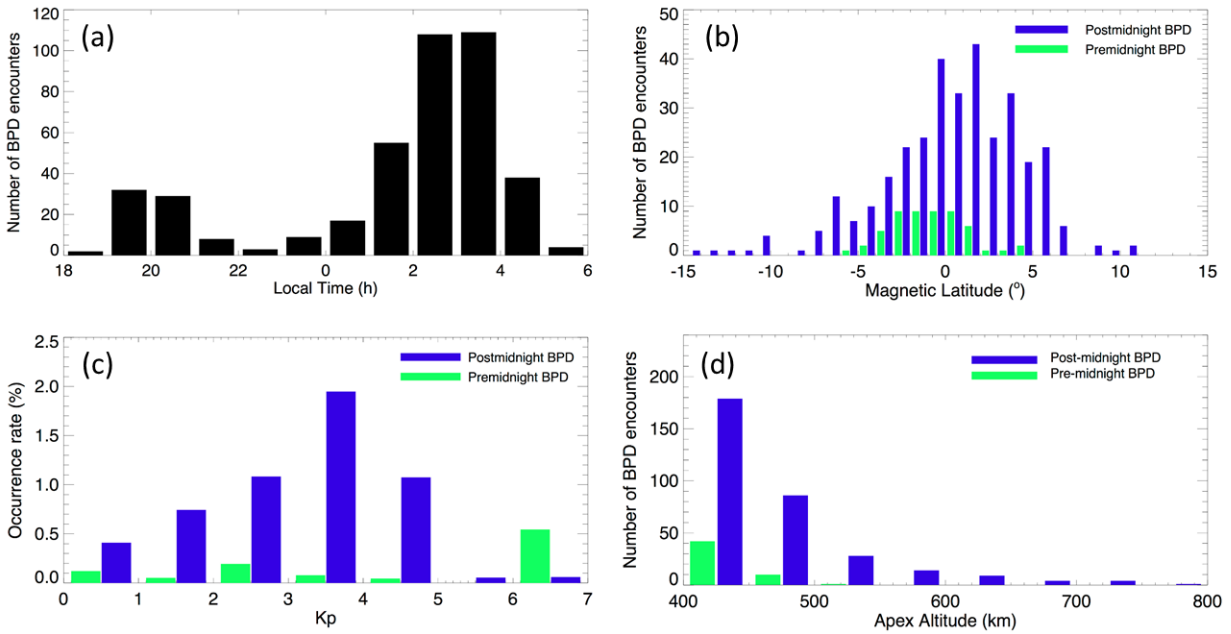 (a)
Number of BPD encounters
120
100
80
60
40
20
0
18 20 22 0 2 4 6
Local Time (h)
(b)
Postmidnight BPD
Premidnight BPD
Number of BPD encounters
50
40
30
20
10
0
-15 -10 -5 0 5 10 15
Magnetic Latitude (°)
(c)
Postmidnight BPD
Premidnight BPD
Occurrence rate (%)
2.5
2.0
1.5
1.0
0.5
0.0
0 1 2 3 4 5 6 7
Kp
(d)
Post-midnight BPD
Pre-midnight BPD
Number of BPD encounters
200
150
100
50
0
400 500 600 700 800
Apex Altitude (km)